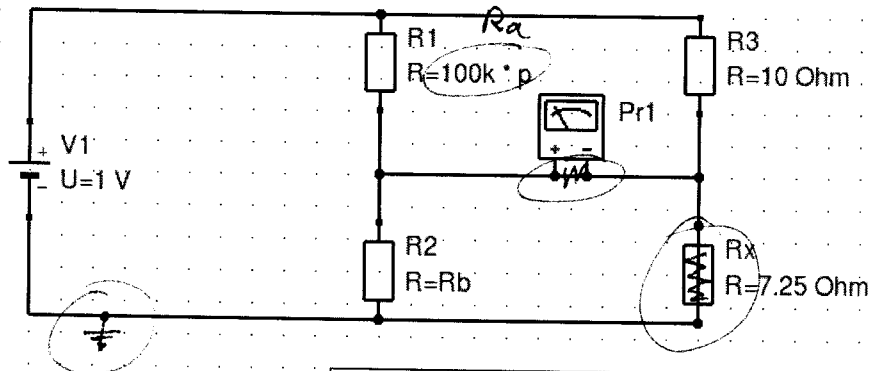 Ra
R1
R=100k * p
R3
R=10 Ohm
Pr1
+ -
+ V1
- U=1 V
R2
R=Rb
Rx
R=7.25 Ohm